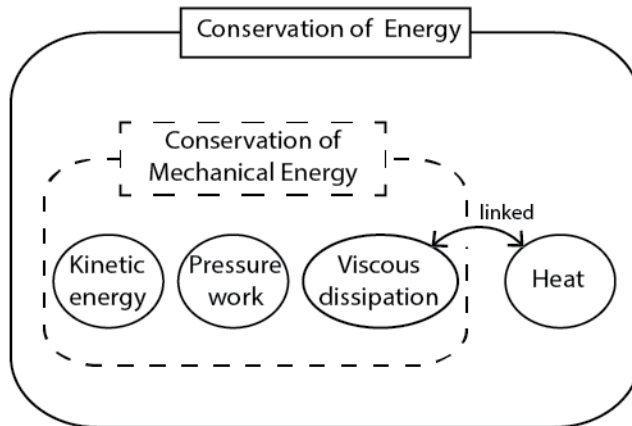 Conservation of Energy
Conservation of
Mechanical Energy
linked
Kinetic
energy
Pressure
work
Viscous
dissipation
Heat